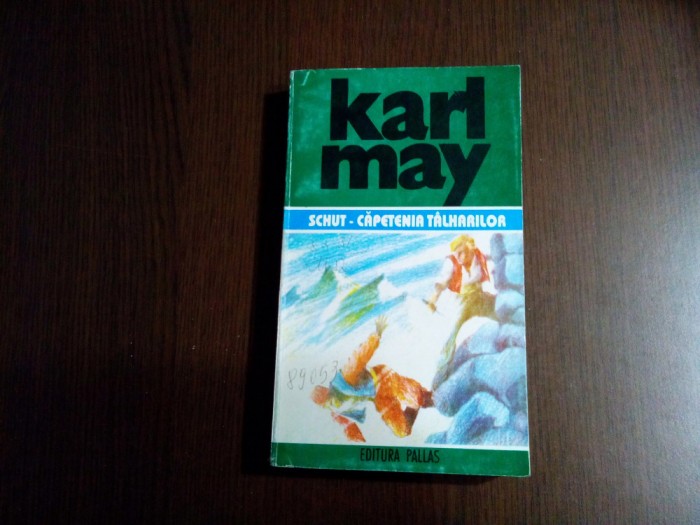 karl
may
SCHUT - CĂPETENIA TÂLHARILOR
89053
EDITURA PALLAS